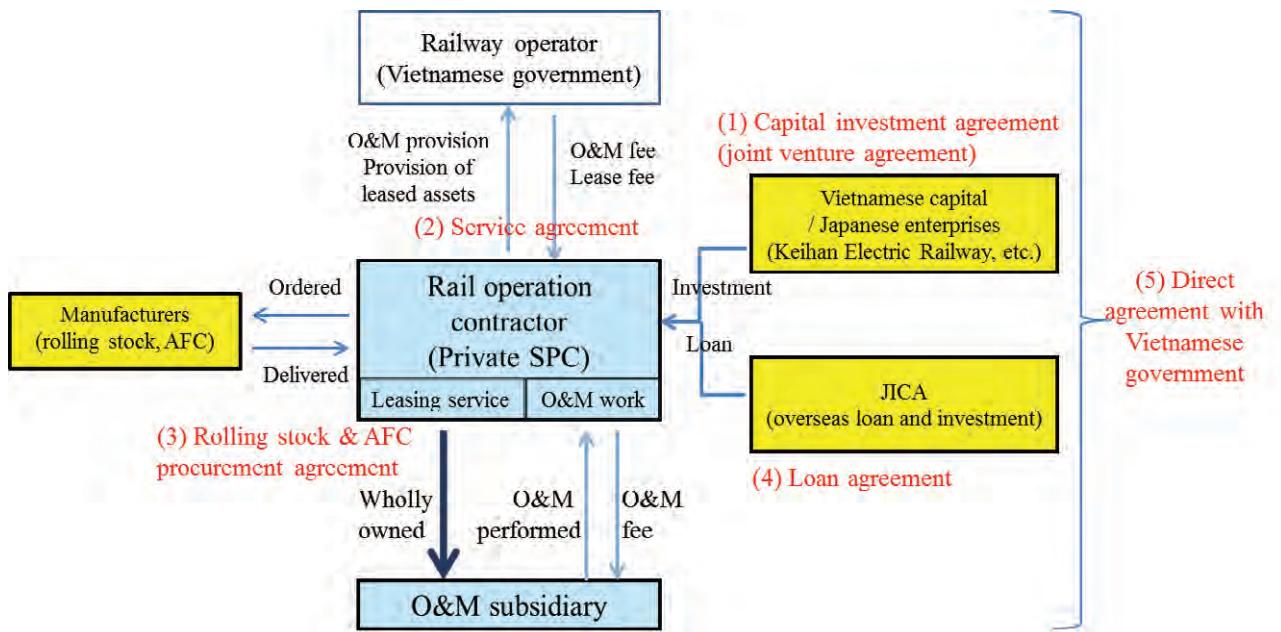 Railway operator
(Vietnamese government)
O&M provision
Provision of
leased assets
O&M fee
Lease fee
(1) Capital investment agreement
(joint venture agreement)
Vietnamese capital
/ Japanese enterprises
(Keihan Electric Railway, etc.)
(2) Service agreement
Manufacturers
(rolling stock, AFC)
Ordered
Delivered
Rail operation
contractor
(Private SPC)
Leasing service
O&M work
Investment
Loan
(5) Direct
agreement with
Vietnamese
government
JICA
(overseas loan and investment)
(3) Rolling stock & AFC
procurement agreement
(4) Loan agreement
Wholly
owned
O&M
performed
O&M
fee
O&M subsidiary